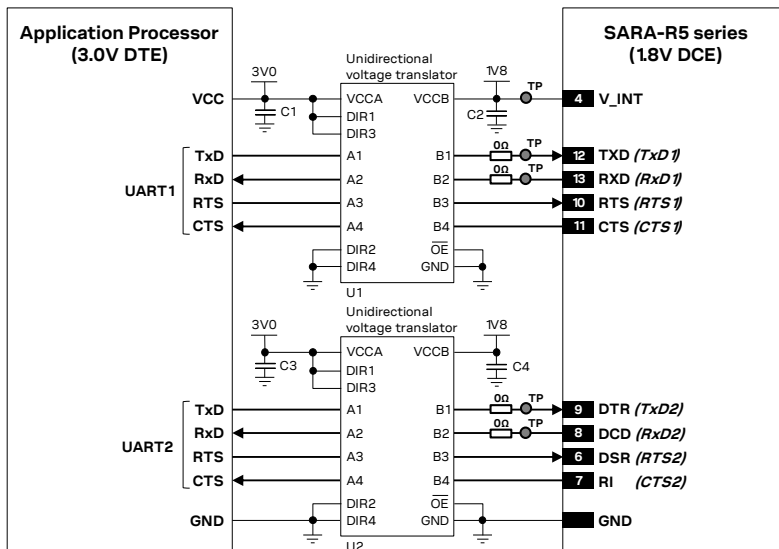 Application Processor
(3.0V DTE)
SARA-R5 series
(1.8V DCE)
Unidirectional
voltage translator
3V0
1V8
TP
VCC
C1
VCCA
VCCB
C2
4
V_INT
DIR1
DIR3
0Ω
TP
TxD
A1
B1
12
TXD (TxD1)
0Ω
TP
RxD
A2
B2
13
RXD (RxD1)
UART1
RTS
A3
B3
10
RTS (RTS1)
CTS
A4
B4
11
CTS (CTS1)
DIR2
OE
DIR4
GND
U1
Unidirectional
voltage translator
3V0
1V8
VCCA
VCCB
C3
C4
DIR1
DIR3
0Ω
TP
TxD
A1
B1
9
DTR (TxD2)
0Ω
TP
RxD
A2
B2
8
DCD (RxD2)
UART2
RTS
A3
B3
6
DSR (RTS2)
CTS
A4
B4
7
RI (CTS2)
DIR2
OE
GND
DIR4
GND
GND
U2